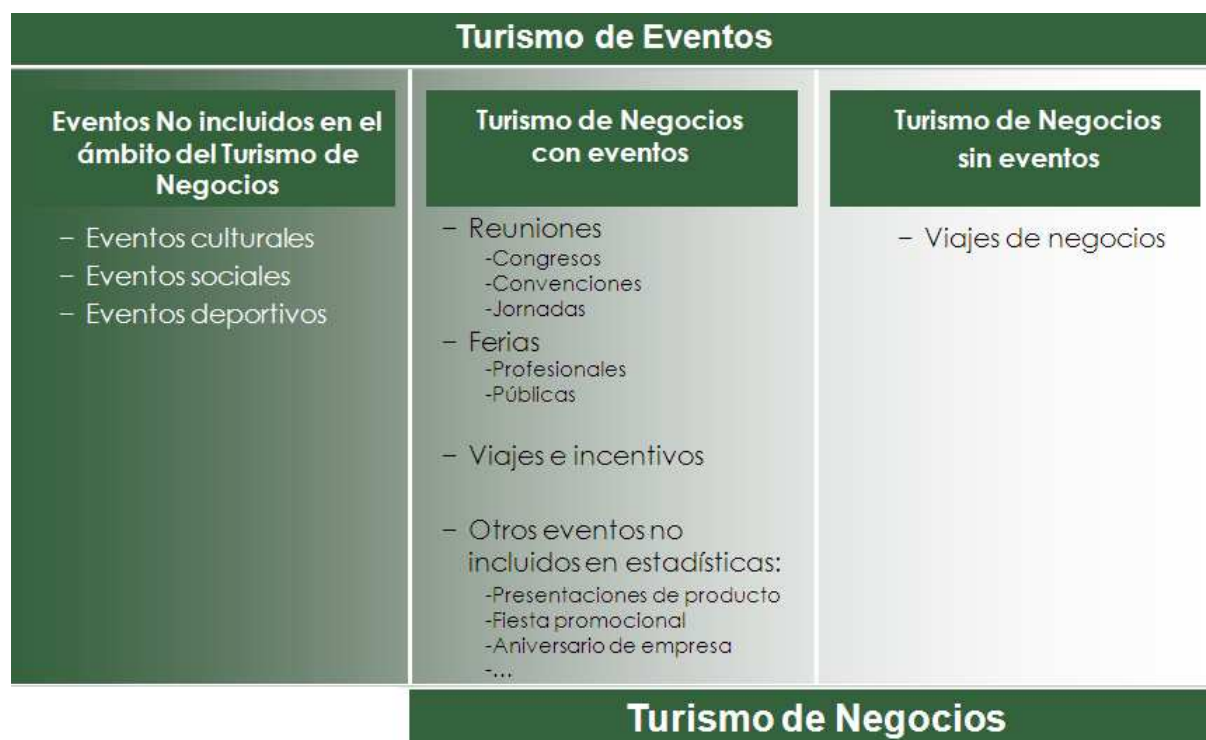 Turismo de Eventos
Eventos No incluidos en el
ámbito del Turismo de
Negocios
– Eventos culturales
– Eventos sociales
– Eventos deportivos
Turismo de Negocios
con eventos
– Reuniones
-Congresos
-Convenciones
-Jornadas
– Ferias
-Profesionales
-Públicas
– Viajes e incentivos
– Otros eventos no
incluidos en estadísticas:
-Presentaciones de producto
-Fiesta promocional
-Aniversario de empresa
-...
Turismo de Negocios
sin eventos
– Viajes de negocios
Turismo de Negocios